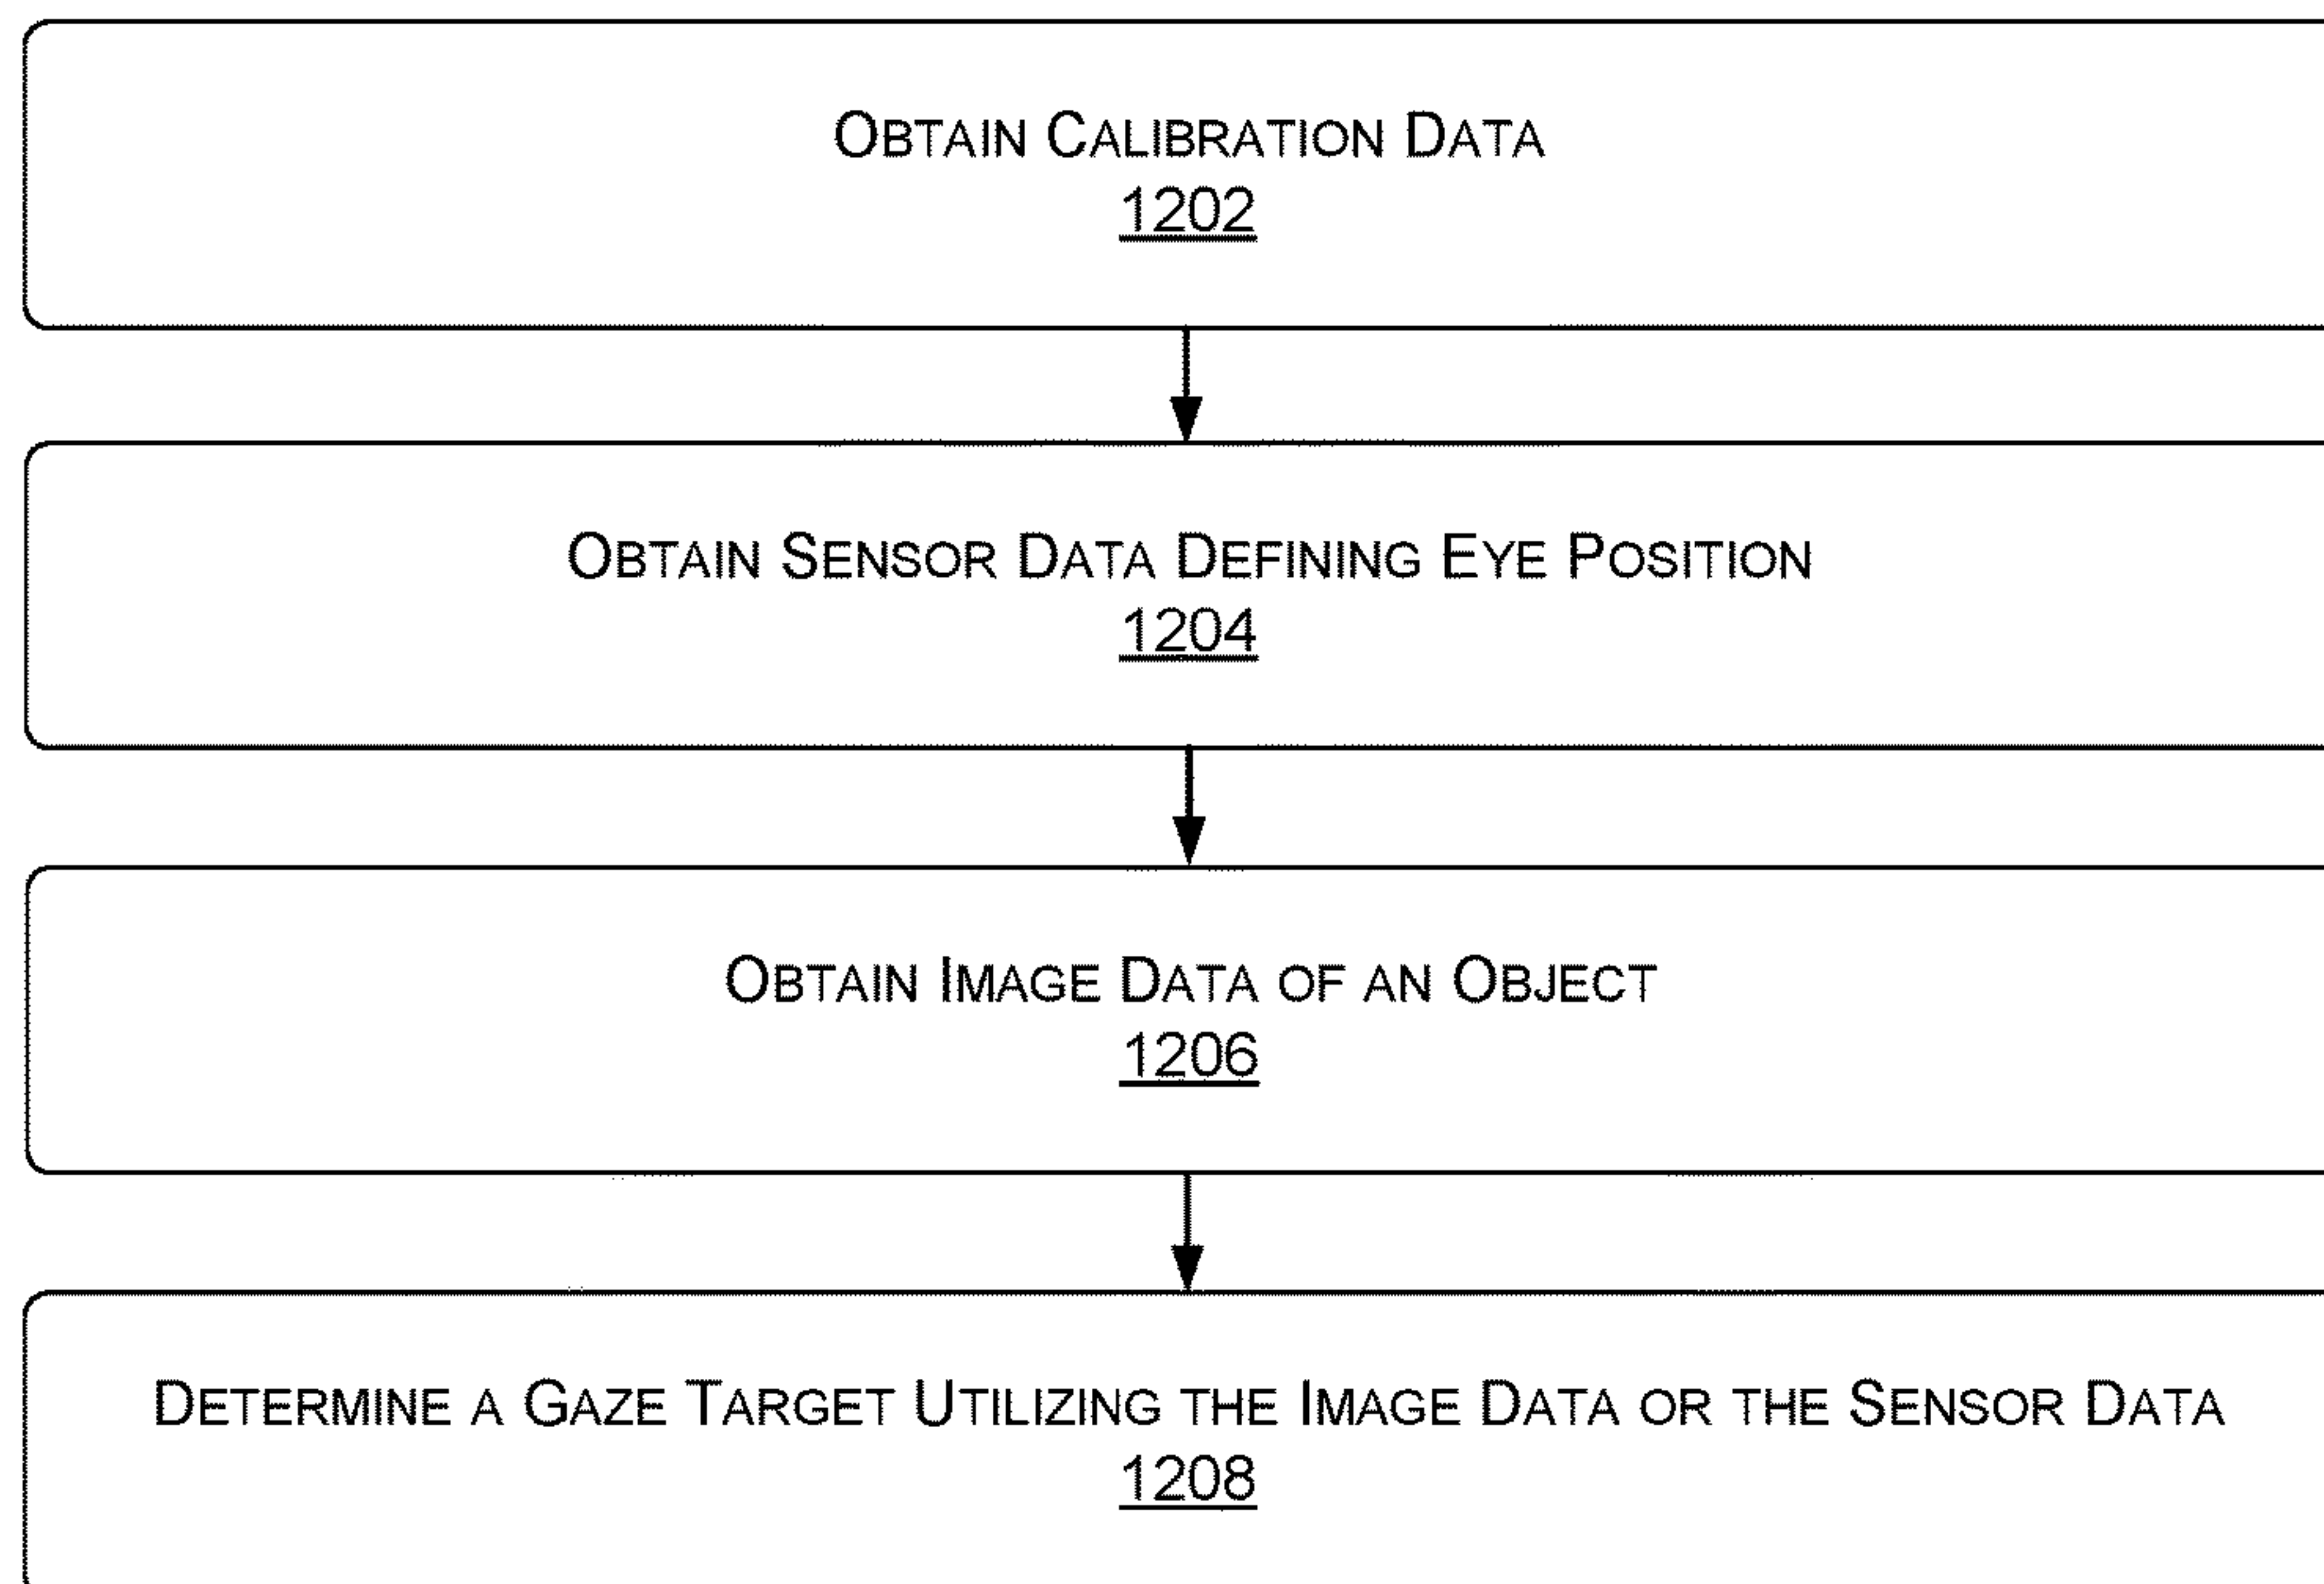 OBTAIN CALIBRATION DATA
1202
OBTAIN SENSOR DATA DEFINING EYE POSITION
1204
OBTAIN IMAGE DATA OF AN OBJECT
1206
DETERMINE A GAZE TARGET UTILIZING THE IMAGE DATA OR THE SENSOR DATA
1208